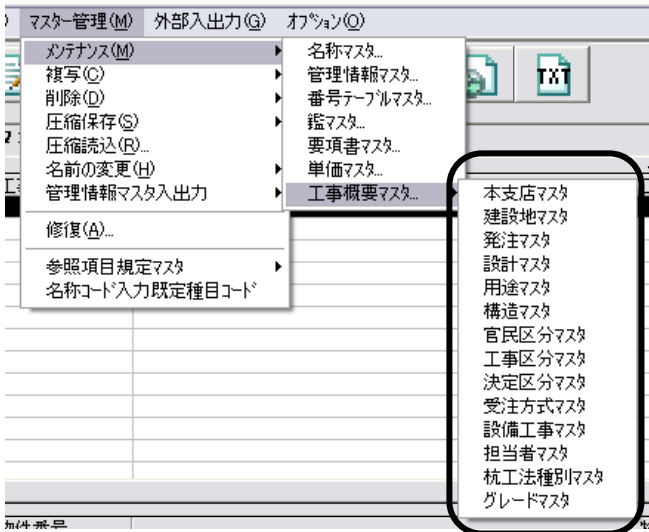 マスター管理(M) 外部入出力(G) ｵﾌﾟｼｮﾝ(O)
ﾒﾝﾃﾅﾝｽ(M)
複写(C)
削除(D)
圧縮保存(S)
圧縮読込(R)...
名前の変更(H)
管理情報マスタ入出力
修復(A)...
参照項目規定ﾏｽﾀ
名称ｺｰﾄﾞ入力既定種目ｺｰﾄﾞ
名称ﾏｽﾀ...
管理情報ﾏｽﾀ...
番号ﾃｰﾌﾞﾙﾏｽﾀ...
鑑ﾏｽﾀ...
要項書ﾏｽﾀ...
単価ﾏｽﾀ...
工事概要ﾏｽﾀ...
TXT
本支店ﾏｽﾀ
建設地ﾏｽﾀ
発注ﾏｽﾀ
設計ﾏｽﾀ
用途ﾏｽﾀ
構造ﾏｽﾀ
官民区分ﾏｽﾀ
工事区分ﾏｽﾀ
決定区分ﾏｽﾀ
受注方式ﾏｽﾀ
設備工事ﾏｽﾀ
担当者ﾏｽﾀ
杭工法種別ﾏｽﾀ
グレードﾏｽﾀ
物件番号